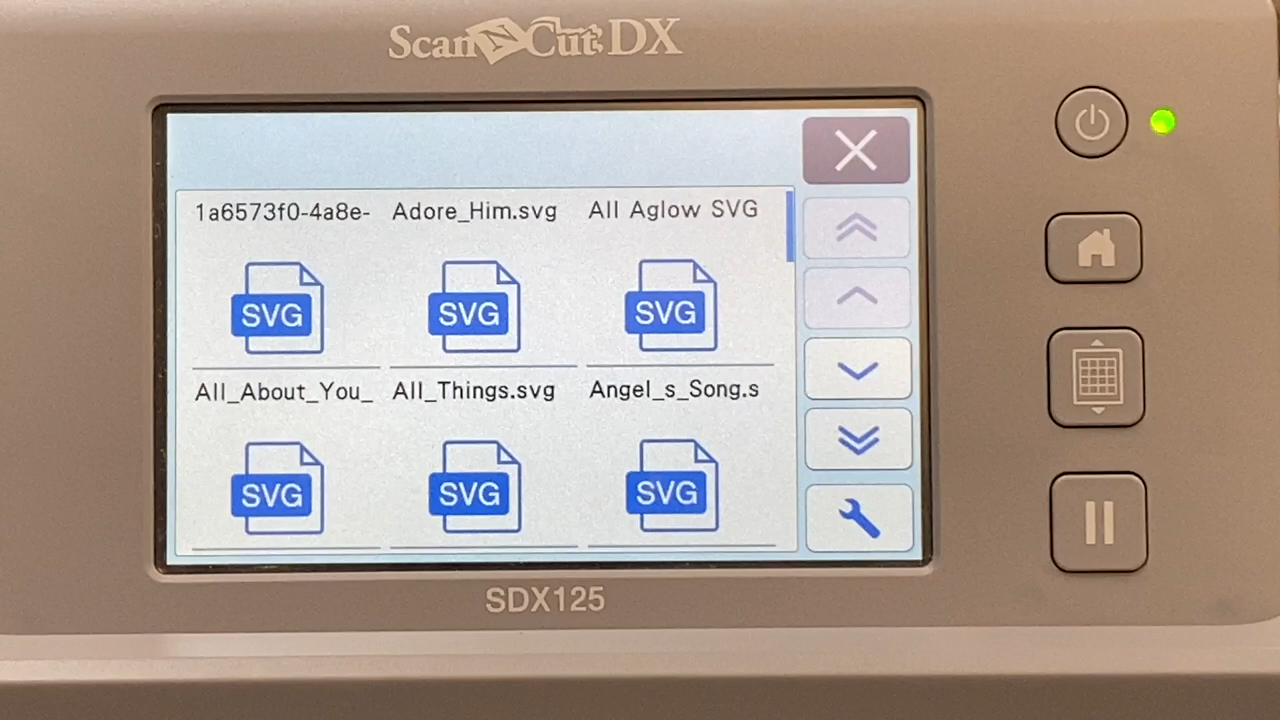 ScanNCut DX
1a6573f0-4a8e- Adore_Him.svg All Aglow SVG
SVG SVG SVG
All_About_You_ All_Things.svg Angel_s_Song.s
SVG SVG SVG
SDX125